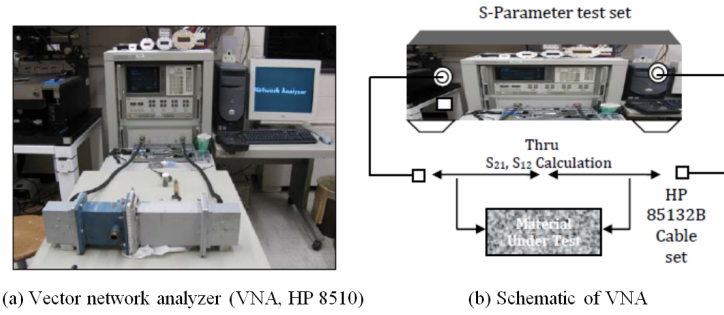 S-Parameter test set
Network Analyzer
Thru
S₂₁, S₁₂ Calculation
HP
85132B
Cable
set
Material
Under Test
(a) Vector network analyzer (VNA, HP 8510)
(b) Schematic of VNA